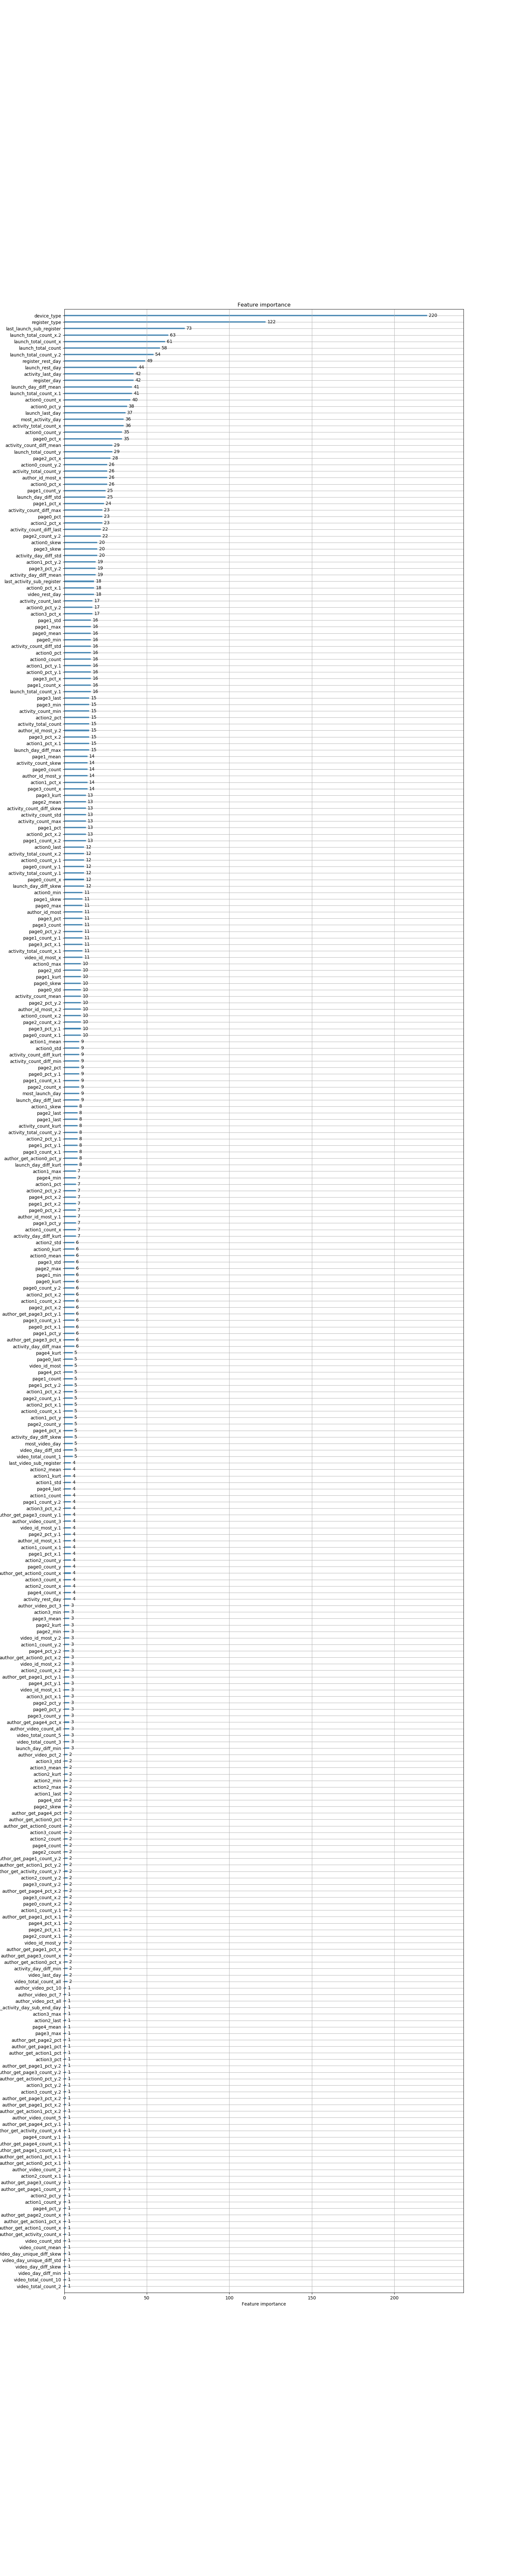 Feature importance
device_type 220
register_type 122
last_launch_sub_register 73
launch_total_count_x.2 63
launch_total_count_x 61
launch_total_count 58
launch_total_count_y.2 54
register_rest_day 49
launch_rest_day 44
activity_last_day 42
register_day 42
launch_day_diff_mean 41
launch_total_count_x.1 41
action0_count_x 40
action0_pct_y 38
launch_last_day 37
most_activity_day 36
activity_total_count_x 36
action0_count_y 35
page0_pct_x 35
activity_count_diff_mean 29
launch_total_count_y 29
page2_pct_x 28
action0_count_y.2 26
activity_total_count_y 26
author_id_most_x 26
action0_pct_x 26
page1_count_y 25
launch_day_diff_std 25
page1_pct_x 24
activity_count_diff_max 23
page0_pct 23
action2_pct_x 23
activity_count_diff_last 22
page2_count_y.2 22
action0_skew 20
page3_skew 20
activity_day_diff_std 20
action1_pct_y.2 19
page3_pct_y.2 19
activity_day_diff_mean 19
last_activity_sub_register 18
action0_pct_x.1 18
video_rest_day 18
activity_count_last 17
action0_pct_y.2 17
action3_pct_x 17
page1_std 16
page1_max 16
page0_mean 16
page0_min 16
activity_count_diff_std 16
action0_pct 16
action0_count 16
action1_pct_y.1 16
action0_pct_y.1 16
page3_pct_x 16
page1_count_x 16
launch_total_count_y.1 16
page3_last 15
page3_min 15
activity_count_min 15
action2_pct 15
activity_total_count 15
author_id_most_y.2 15
page3_pct_x.2 15
action1_pct_x.1 15
launch_day_diff_max 15
page1_mean 14
activity_count_skew 14
page0_count 14
author_id_most_y 14
action1_pct_x 14
page3_count_x 14
page3_kurt 13
page2_mean 13
activity_count_diff_skew 13
activity_count_std 13
activity_count_max 13
page1_pct 13
action0_pct_x.2 13
page1_count_x.2 13
action0_last 12
activity_total_count_x.2 12
action0_count_y.1 12
page0_count_y.1 12
activity_total_count_y.1 12
page0_count_x 12
launch_day_diff_skew 12
action0_min 11
page1_skew 11
page0_max 11
author_id_most 11
page3_pct 11
page3_count 11
page0_pct_y.2 11
page1_count_y.1 11
page3_pct_x.1 11
activity_total_count_x.1 11
video_id_most_x 11
action0_max 10
page2_std 10
page1_kurt 10
page0_skew 10
page0_std 10
activity_count_mean 10
page2_pct_y.2 10
author_id_most_x.2 10
action0_count_x.2 10
page2_count_x.2 10
page3_pct_y.1 10
page0_count_x.1 10
action1_mean 9
action0_std 9
activity_count_diff_kurt 9
activity_count_diff_min 9
page2_pct 9
page0_pct_y.1 9
page1_count_x.1 9
page2_count_x 9
most_launch_day 9
launch_day_diff_last 9
action1_skew 8
page2_last 8
page1_last 8
activity_count_kurt 8
activity_total_count_y.2 8
action2_pct_y.1 8
page1_pct_y.1 8
page3_count_x.1 8
author_get_action0_pct_y 8
launch_day_diff_kurt 8
action1_max 7
page4_min 7
action1_pct 7
action2_pct_y.2 7
page4_pct_x.2 7
page1_pct_x.2 7
page0_pct_x.2 7
author_id_most_y.1 7
page3_pct_y 7
action1_count_x 7
activity_day_diff_kurt 7
action2_std 6
action0_kurt 6
action0_mean 6
page3_std 6
page2_max 6
page1_min 6
page0_kurt 6
page0_count_y.2 6
action2_pct_x.2 6
action1_count_x.2 6
page2_pct_x.2 6
author_get_page3_pct_y.1 6
page3_count_y.1 6
page0_pct_x.1 6
page1_pct_y 6
author_get_page3_pct_x 6
activity_day_diff_max 6
page4_kurt 5
page0_last 5
video_id_most 5
page4_pct 5
page1_count 5
page1_pct_y.2 5
action1_pct_x.2 5
page2_count_y.1 5
action2_pct_x.1 5
action0_count_x.1 5
action1_pct_y 5
page2_count_y 5
page4_pct_x 5
activity_day_diff_skew 5
most_video_day 5
video_day_diff_std 5
video_total_count_1 5
last_video_sub_register 4
action2_mean 4
action1_kurt 4
action1_std 4
page4_last 4
action1_count 4
page1_count_y.2 4
action3_pct_x.2 4
uthor_get_page3_count_y.1 4
author_video_count_3 4
video_id_most_y.1 4
page2_pct_y.1 4
author_id_most_x.1 4
action1_count_x.1 4
page1_pct_x.1 4
action2_count_y 4
page0_count_y 4
author_get_action0_count_x 4
action3_count_x 4
action2_count_x 4
page4_count_x 4
activity_rest_day 4
author_video_pct_3 3
action3_min 3
page3_mean 3
page2_kurt 3
page2_min 3
video_id_most_y.2 3
action1_count_y.2 3
page4_pct_y.2 3
author_get_action0_pct_x.2 3
video_id_most_x.2 3
action2_count_x.2 3
author_get_page1_pct_y.1 3
page4_pct_y.1 3
video_id_most_x.1 3
action3_pct_x.1 3
page2_pct_y 3
page0_pct_y 3
page3_count_y 3
author_get_page4_pct_x 3
author_video_count_all 3
video_total_count_5 3
video_total_count_3 3
launch_day_diff_min 3
author_video_pct_2 2
action3_std 2
action3_mean 2
action2_kurt 2
action2_min 2
action2_max 2
action1_last 2
page4_std 2
page2_skew 2
author_get_page4_pct 2
author_get_action0_pct 2
author_get_action0_count 2
action3_count 2
action2_count 2
page4_count 2
page2_count 2
author_get_page1_count_y.2 2
author_get_action1_pct_y.2 2
thor_get_activity_count_y.7 2
action2_count_y.2 2
page3_count_y.2 2
author_get_page4_pct_x.2 2
page3_count_x.2 2
page0_count_x.2 2
action1_count_y.1 2
author_get_page1_pct_x.1 2
page4_pct_x.1 2
page2_pct_x.1 2
page2_count_x.1 2
video_id_most_y 2
author_get_page1_pct_x 2
author_get_page3_count_x 2
author_get_action0_pct_x 2
activity_day_diff_min 2
video_last_day 2
video_total_count_all 2
author_video_pct_10 1
author_video_pct_7 1
author_video_pct_all 1
_activity_day_sub_end_day 1
action3_max 1
action2_last 1
page4_mean 1
page3_max 1
author_get_page2_pct 1
author_get_page1_pct 1
author_get_action1_pct 1
action3_pct 1
author_get_page1_pct_y.2 1
uthor_get_page3_count_y.2 1
author_get_action0_pct_y.2 1
action3_pct_y.2 1
action3_count_y.2 1
author_get_page3_pct_x.2 1
author_get_page1_pct_x.2 1
author_get_action1_pct_x.2 1
author_video_count_5 1
author_get_page4_pct_y.1 1
thor_get_activity_count_y.4 1
page4_count_y.1 1
uthor_get_page4_count_x.1 1
uthor_get_page1_count_x.1 1
author_get_action1_pct_x.1 1
author_get_action0_pct_x.1 1
author_video_count_2 1
action2_count_x.1 1
author_get_page3_count_y 1
author_get_page1_count_y 1
action2_pct_y 1
action1_count_y 1
page4_pct_y 1
author_get_page2_count_x 1
author_get_action1_pct_x 1
uthor_get_action1_count_x 1
author_get_activity_count_x 1
video_count_std 1
video_count_mean 1
video_day_unique_diff_skew 1
video_day_unique_diff_std 1
video_day_diff_skew 1
video_day_diff_min 1
video_total_count_10 1
video_total_count_2 1
0 50 100 150 200
Feature importance